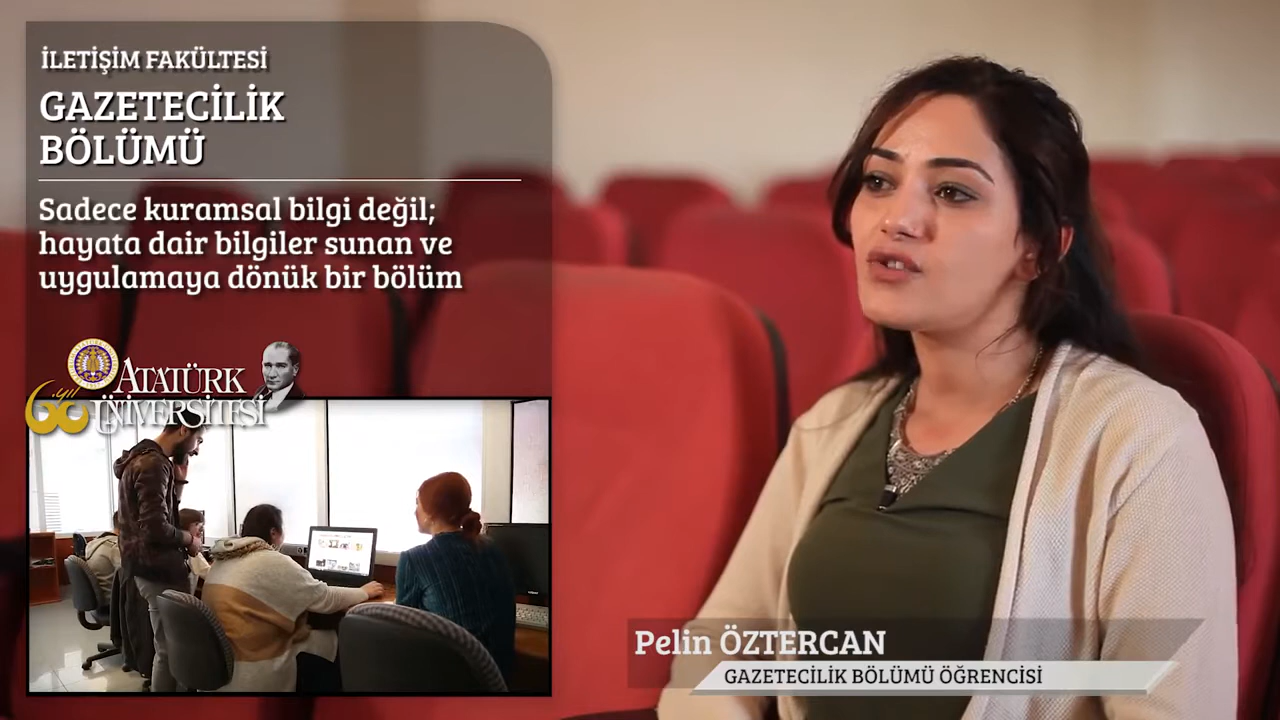 İLETİŞİM FAKÜLTESİ
GAZETECİLİK
BÖLÜMÜ
Sadece kuramsal bilgi değil;
hayata dair bilgiler sunan ve
uygulamaya dönük bir bölüm
60.yıl
ATATÜRK
ÜNİVERSİTESİ
Pelin ÖZTERCAN
GAZETECİLİK BÖLÜMÜ ÖĞRENCİSİ